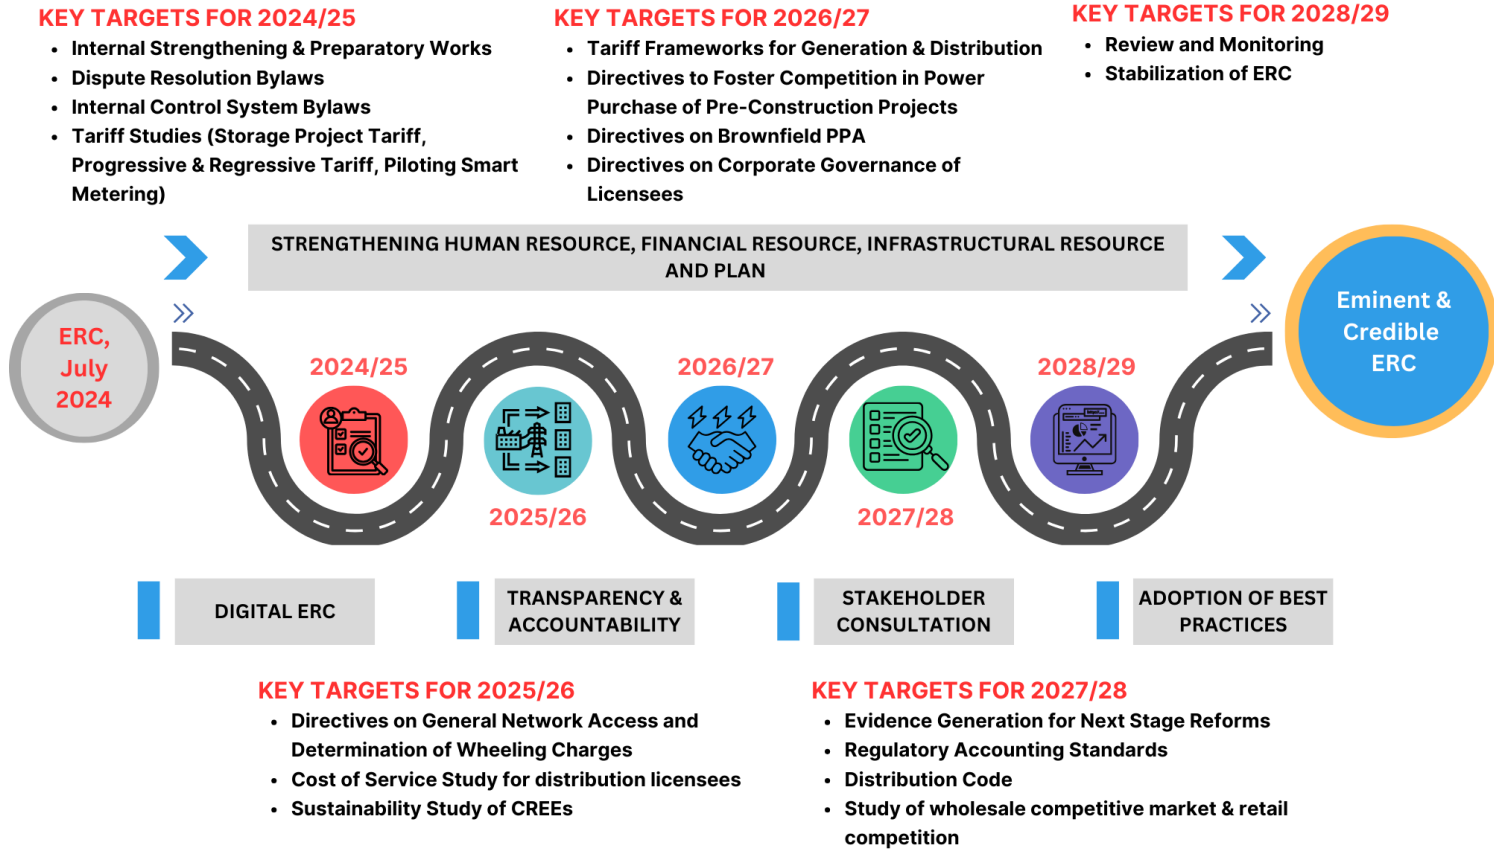 KEY TARGETS FOR 2024/25
• Internal Strengthening & Preparatory Works
• Dispute Resolution Bylaws
• Internal Control System Bylaws
• Tariff Studies (Storage Project Tariff,
Progressive & Regressive Tariff, Piloting Smart
Metering)
KEY TARGETS FOR 2026/27
• Tariff Frameworks for Generation & Distribution
• Directives to Foster Competition in Power
Purchase of Pre-Construction Projects
• Directives on Brownfield PPA
• Directives on Corporate Governance of
Licensees
KEY TARGETS FOR 2028/29
• Review and Monitoring
• Stabilization of ERC
STRENGTHENING HUMAN RESOURCE, FINANCIAL RESOURCE, INFRASTRUCTURAL RESOURCE
AND PLAN
ERC,
July
2024
2024/25
2025/26
2026/27
2027/28
2028/29
Eminent &
Credible
ERC
DIGITAL ERC
TRANSPARENCY &
ACCOUNTABILITY
STAKEHOLDER
CONSULTATION
ADOPTION OF BEST
PRACTICES
KEY TARGETS FOR 2025/26
• Directives on General Network Access and
Determination of Wheeling Charges
• Cost of Service Study for distribution licensees
• Sustainability Study of CREEs
KEY TARGETS FOR 2027/28
• Evidence Generation for Next Stage Reforms
• Regulatory Accounting Standards
• Distribution Code
• Study of wholesale competitive market & retail
competition